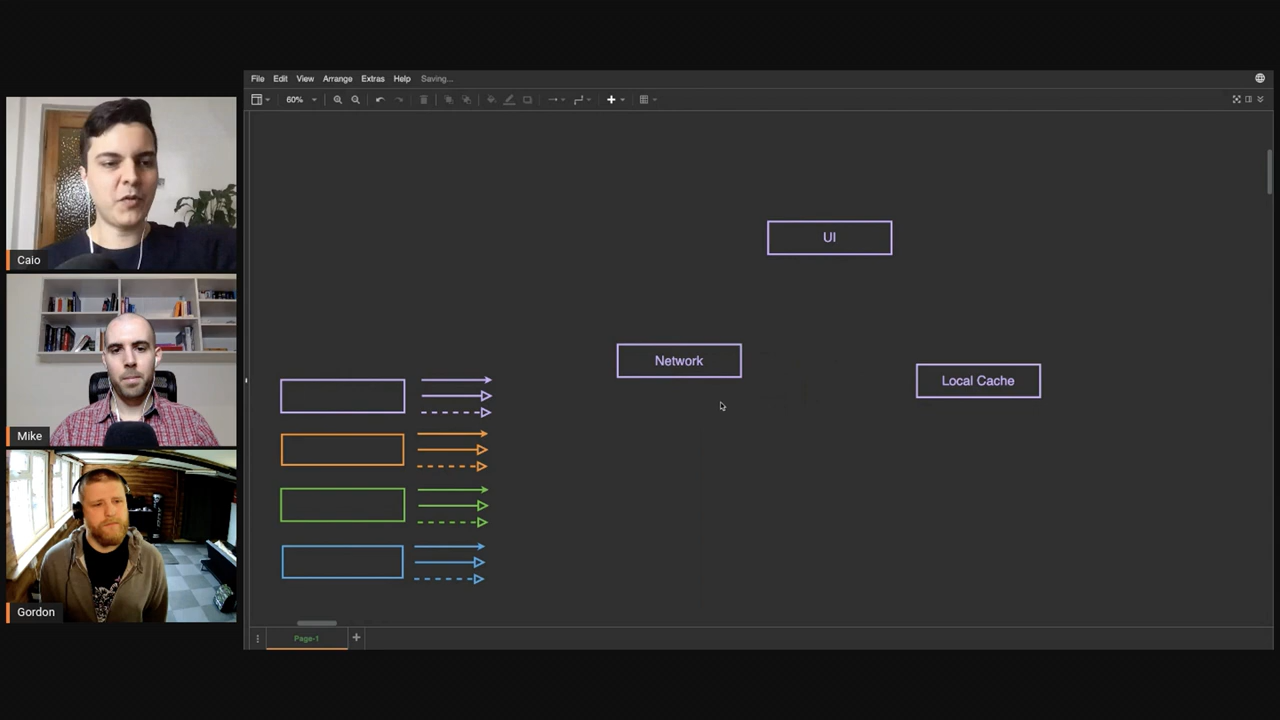 File Edit View Arrange Extras Help Saving...
60%
UI
Network
Local Cache
Page-1
Caio
Mike
Gordon